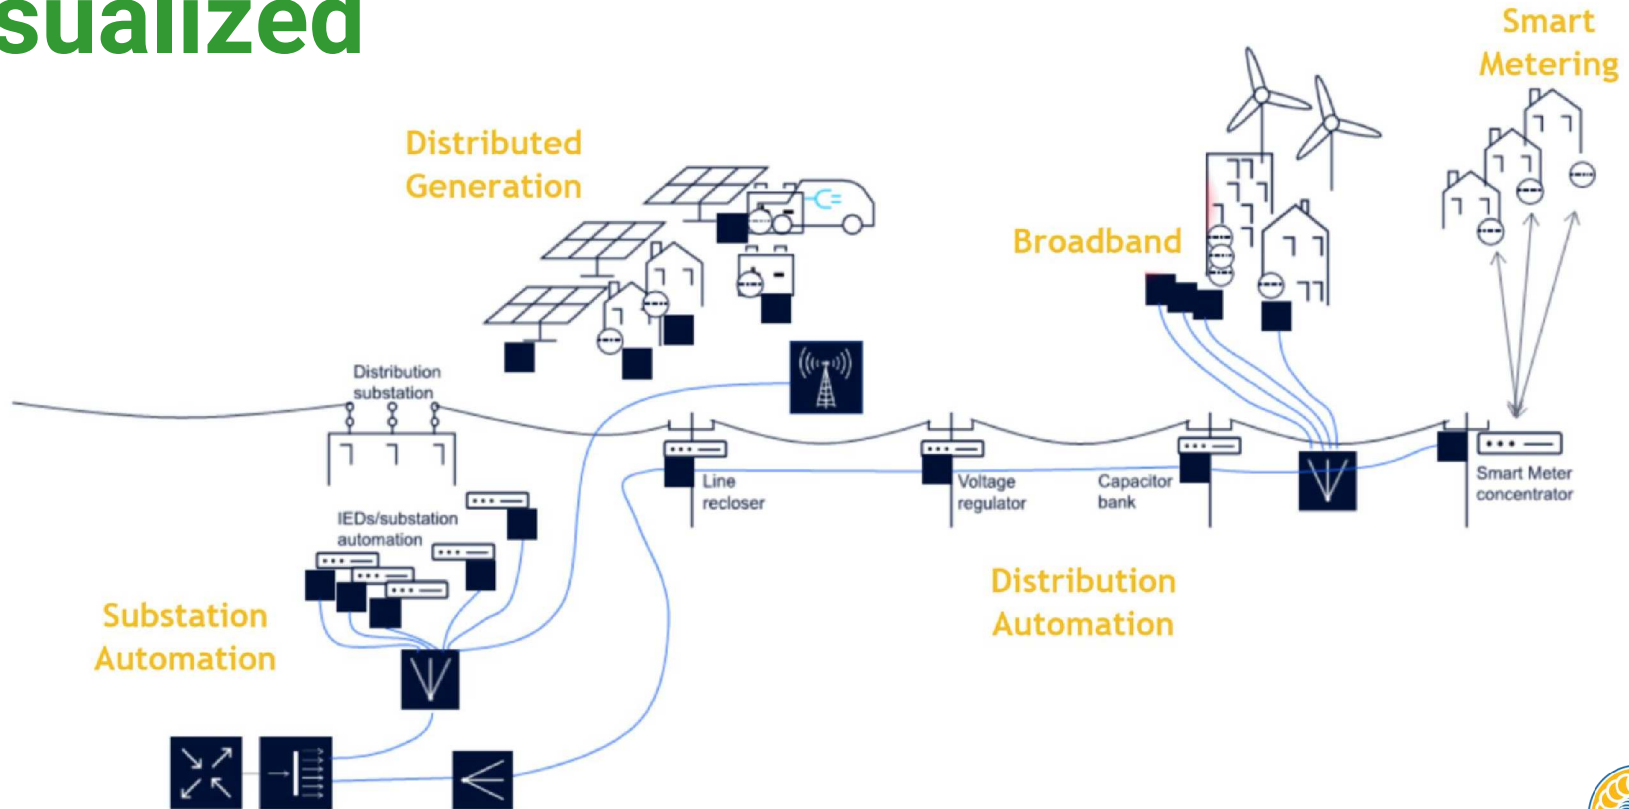 sualized
Smart
Metering
Distributed
Generation
Broadband
Distribution
substation
Line
recloser
Voltage
regulator
Capacitor
bank
Smart Meter
concentrator
IEDs/substation
automation
Distribution
Automation
Substation
Automation